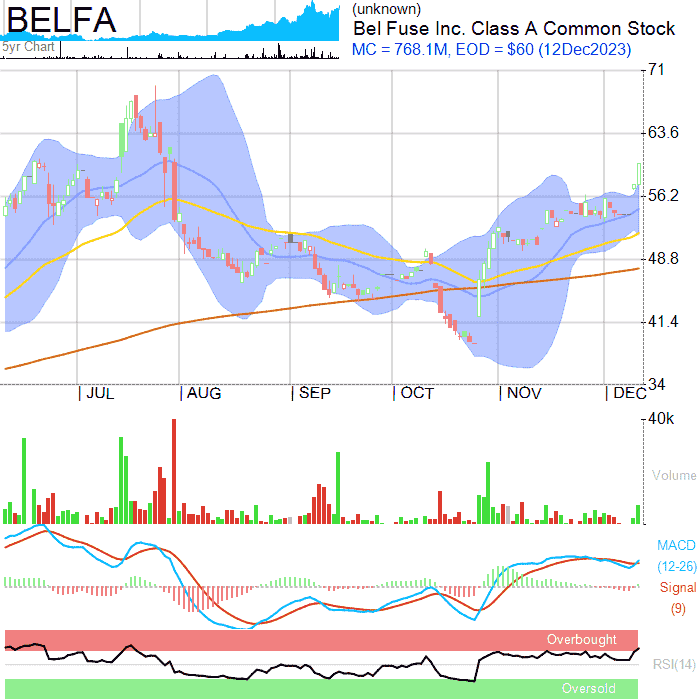 BELFA
5yr Chart
(unknown)
Bel Fuse Inc. Class A Common Stock
MC = 768.1M, EOD = $60 (12Dec2023)
71
63.6
56.2
48.8
41.4
34
JUL AUG SEP OCT NOV DEC
40k
Volume
MACD
(12-26)
Signal
(9)
Overbought
RSI(14)
Oversold